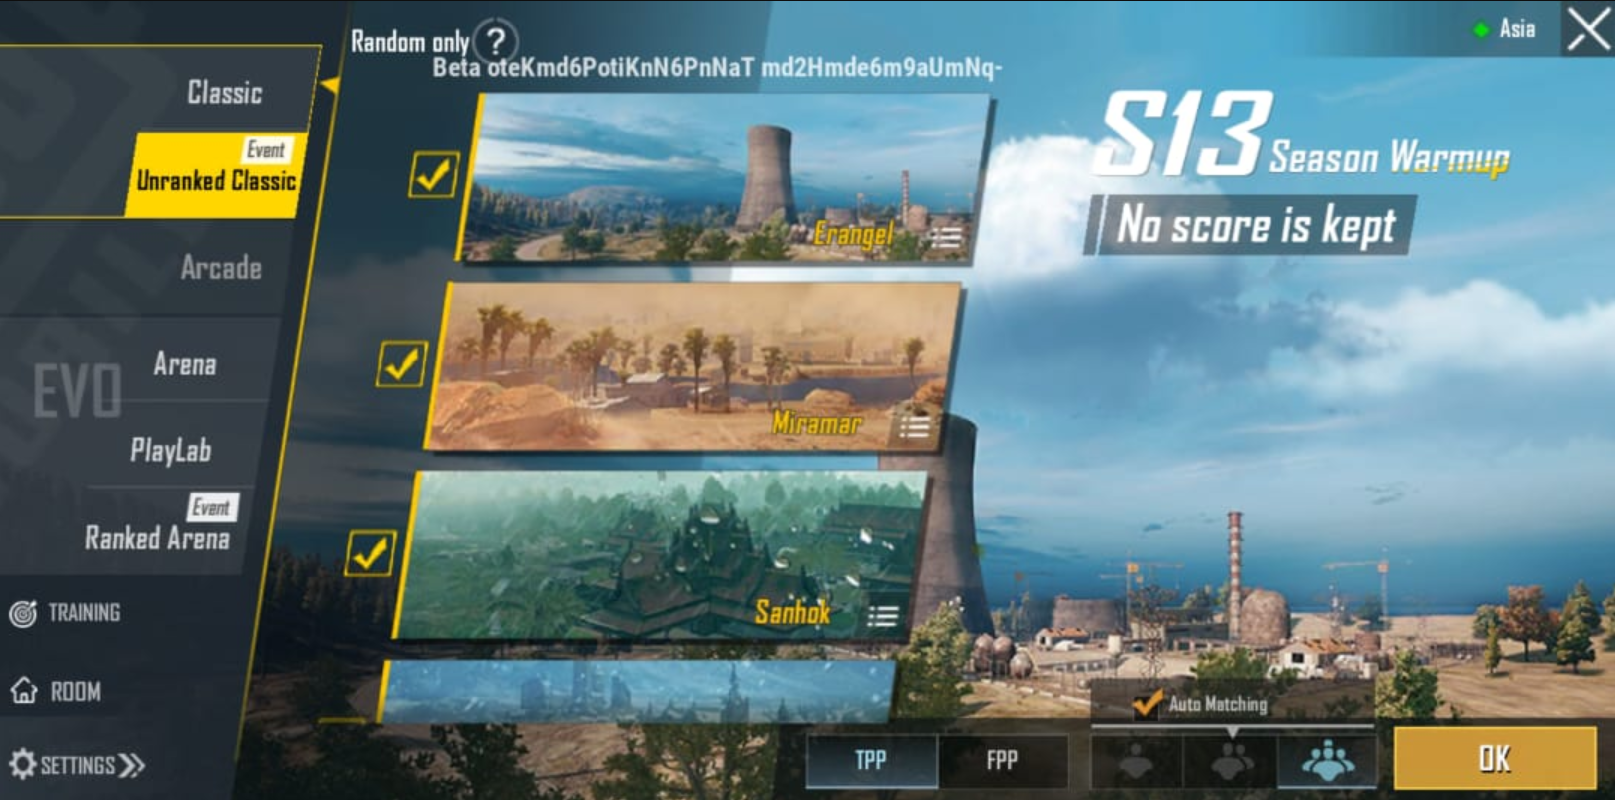 Random only ?
Beta oteKmd6PotiKnN6PnNaT md2Hmde6m9aUmNq-
Asia
Classic
Event
Unranked Classic
Arcade
Arena
EVO
PlayLab
Event
Ranked Arena
TRAINING
ROOM
SETTINGS
Erangel
Miramar
Sanhok
S13 Season Warmup
No score is kept
Auto Matching
TPP
FPP
OK